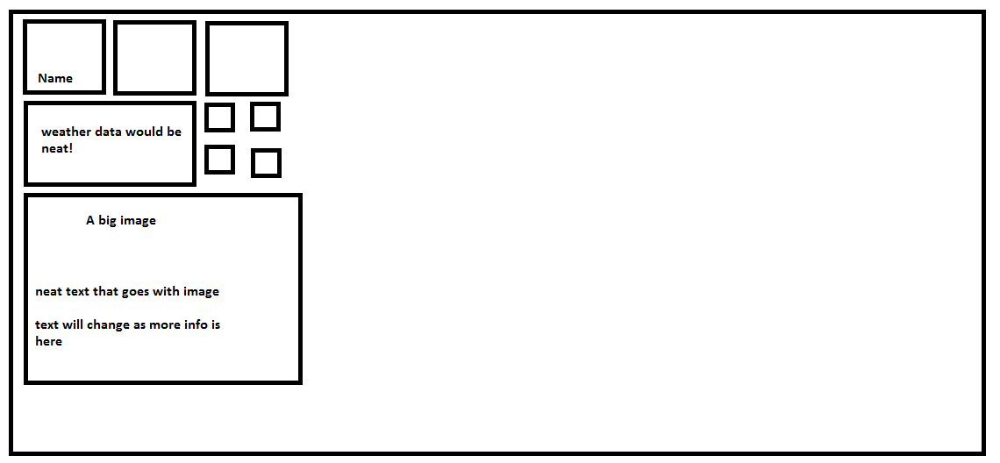 Name
weather data would be
neat!
A big image
neat text that goes with image
text will change as more info is
here